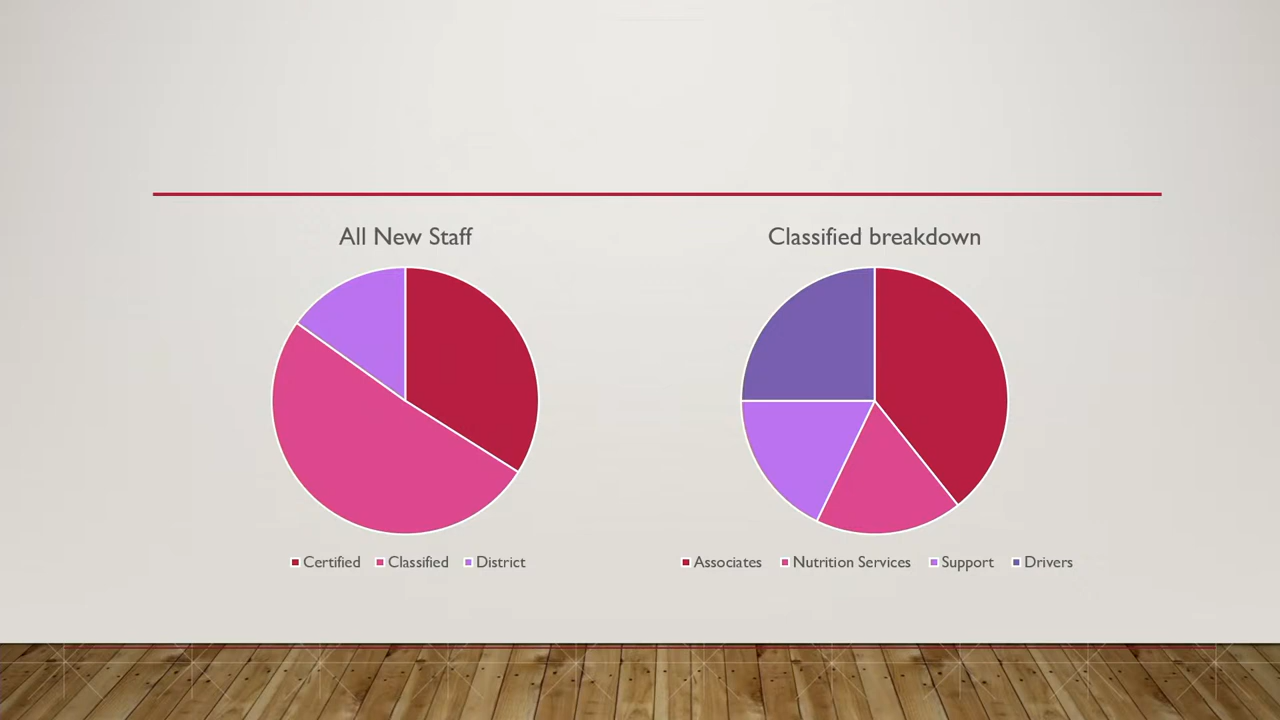 All New Staff
Classified breakdown
Certified Classified District
Associates Nutrition Services Support Drivers